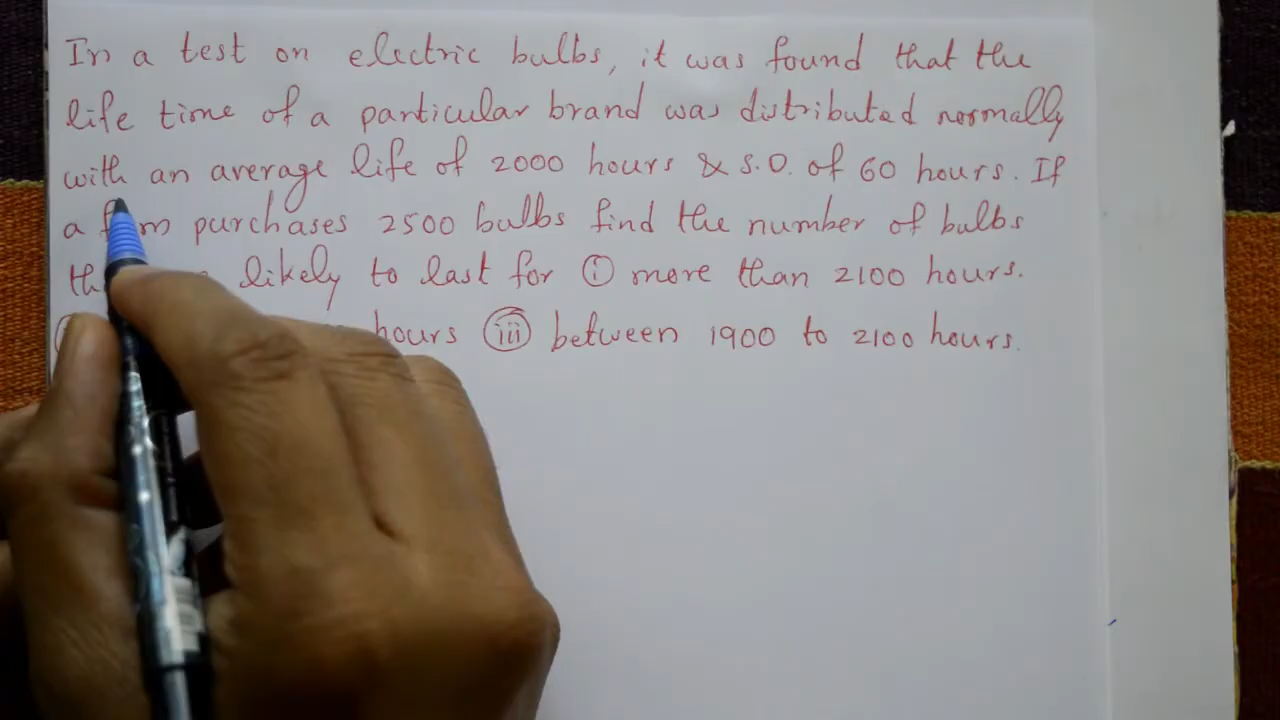 In a test on electric bulbs, it was found that the
life time of a particular brand was distributed normally
with an average life of 2000 hours & S.D. of 60 hours. If
a purchases 2500 bulbs find the number of bulbs
likely to last for (i) more than 2100 hours.
hours (iii) between 1900 to 2100 hours.